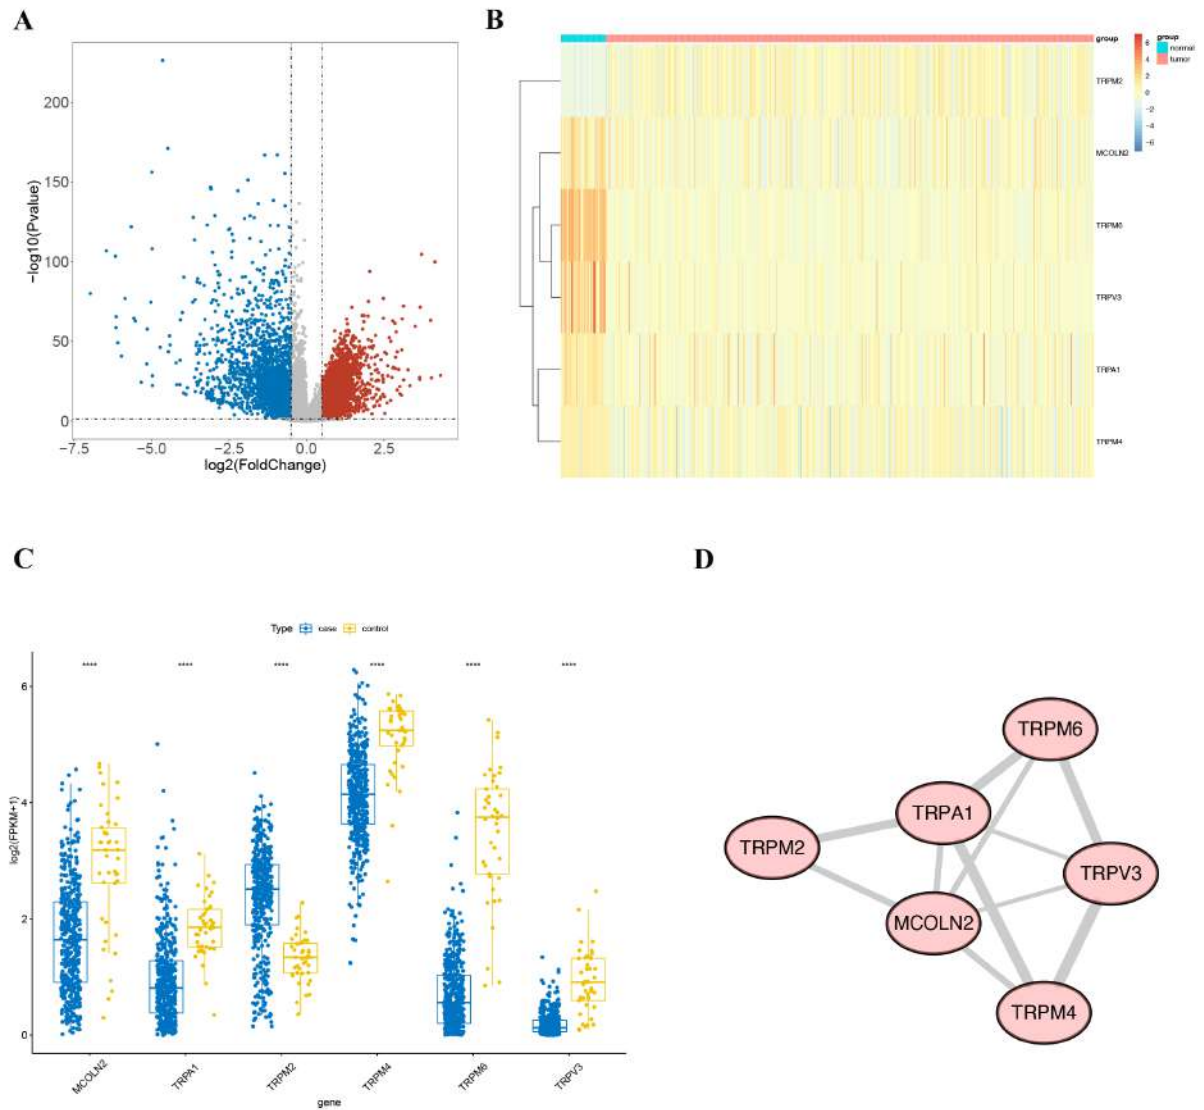 A
200
150
100
50
0
−log10(Pvalue)
−7.5 −5.0 −2.5 0.0 2.5
log2(FoldChange)
B
group
TRPM2
MCOLN2
TRPM6
TRPV3
TRPA1
TRPM4
6
4
2
0
−2
−4
−6
group
normal
tumor
C
Type case control
**** **** **** **** **** ****
6
4
2
0
log2(FPKM+1)
MCOLN2 TRPA1 TRPM2 TRPM4 TRPM6 TRPV3
gene
D
TRPM6
TRPA1
TRPM2
TRPV3
MCOLN2
TRPM4